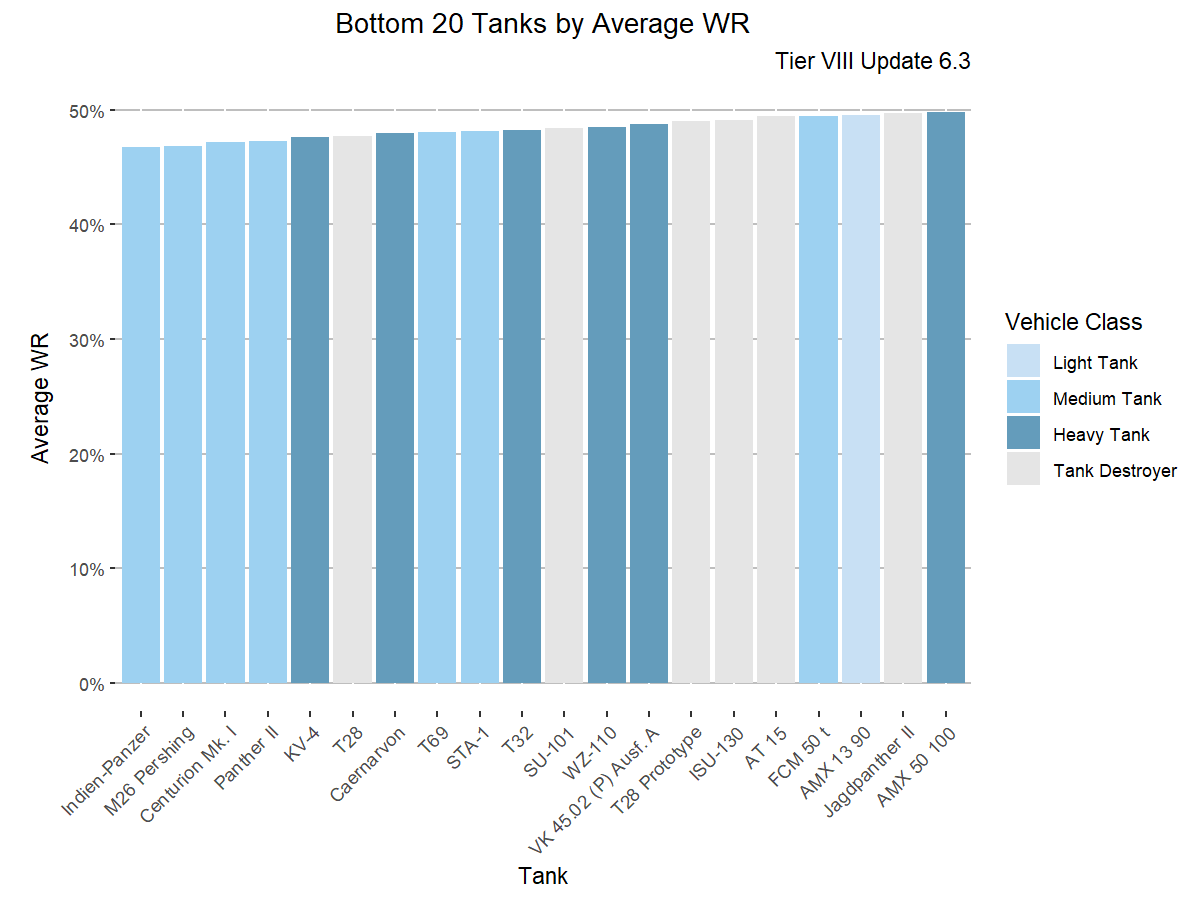 Bottom 20 Tanks by Average WR
Tier VIII Update 6.3
Average WR
50%
40%
30%
20%
10%
0%
Indien-Panzer
M26 Pershing
Centurion Mk. I
Panther II
KV-4
T28
Caernarvon
T69
STA-1
T32
SU-101
WZ-110
VK 45.02 (P) Ausf. A
T28 Prototype
ISU-130
AT 15
FCM 50 t
AMX 13 90
Jagdpanther II
AMX 50 100
Tank
Vehicle Class
Light Tank
Medium Tank
Heavy Tank
Tank Destroyer